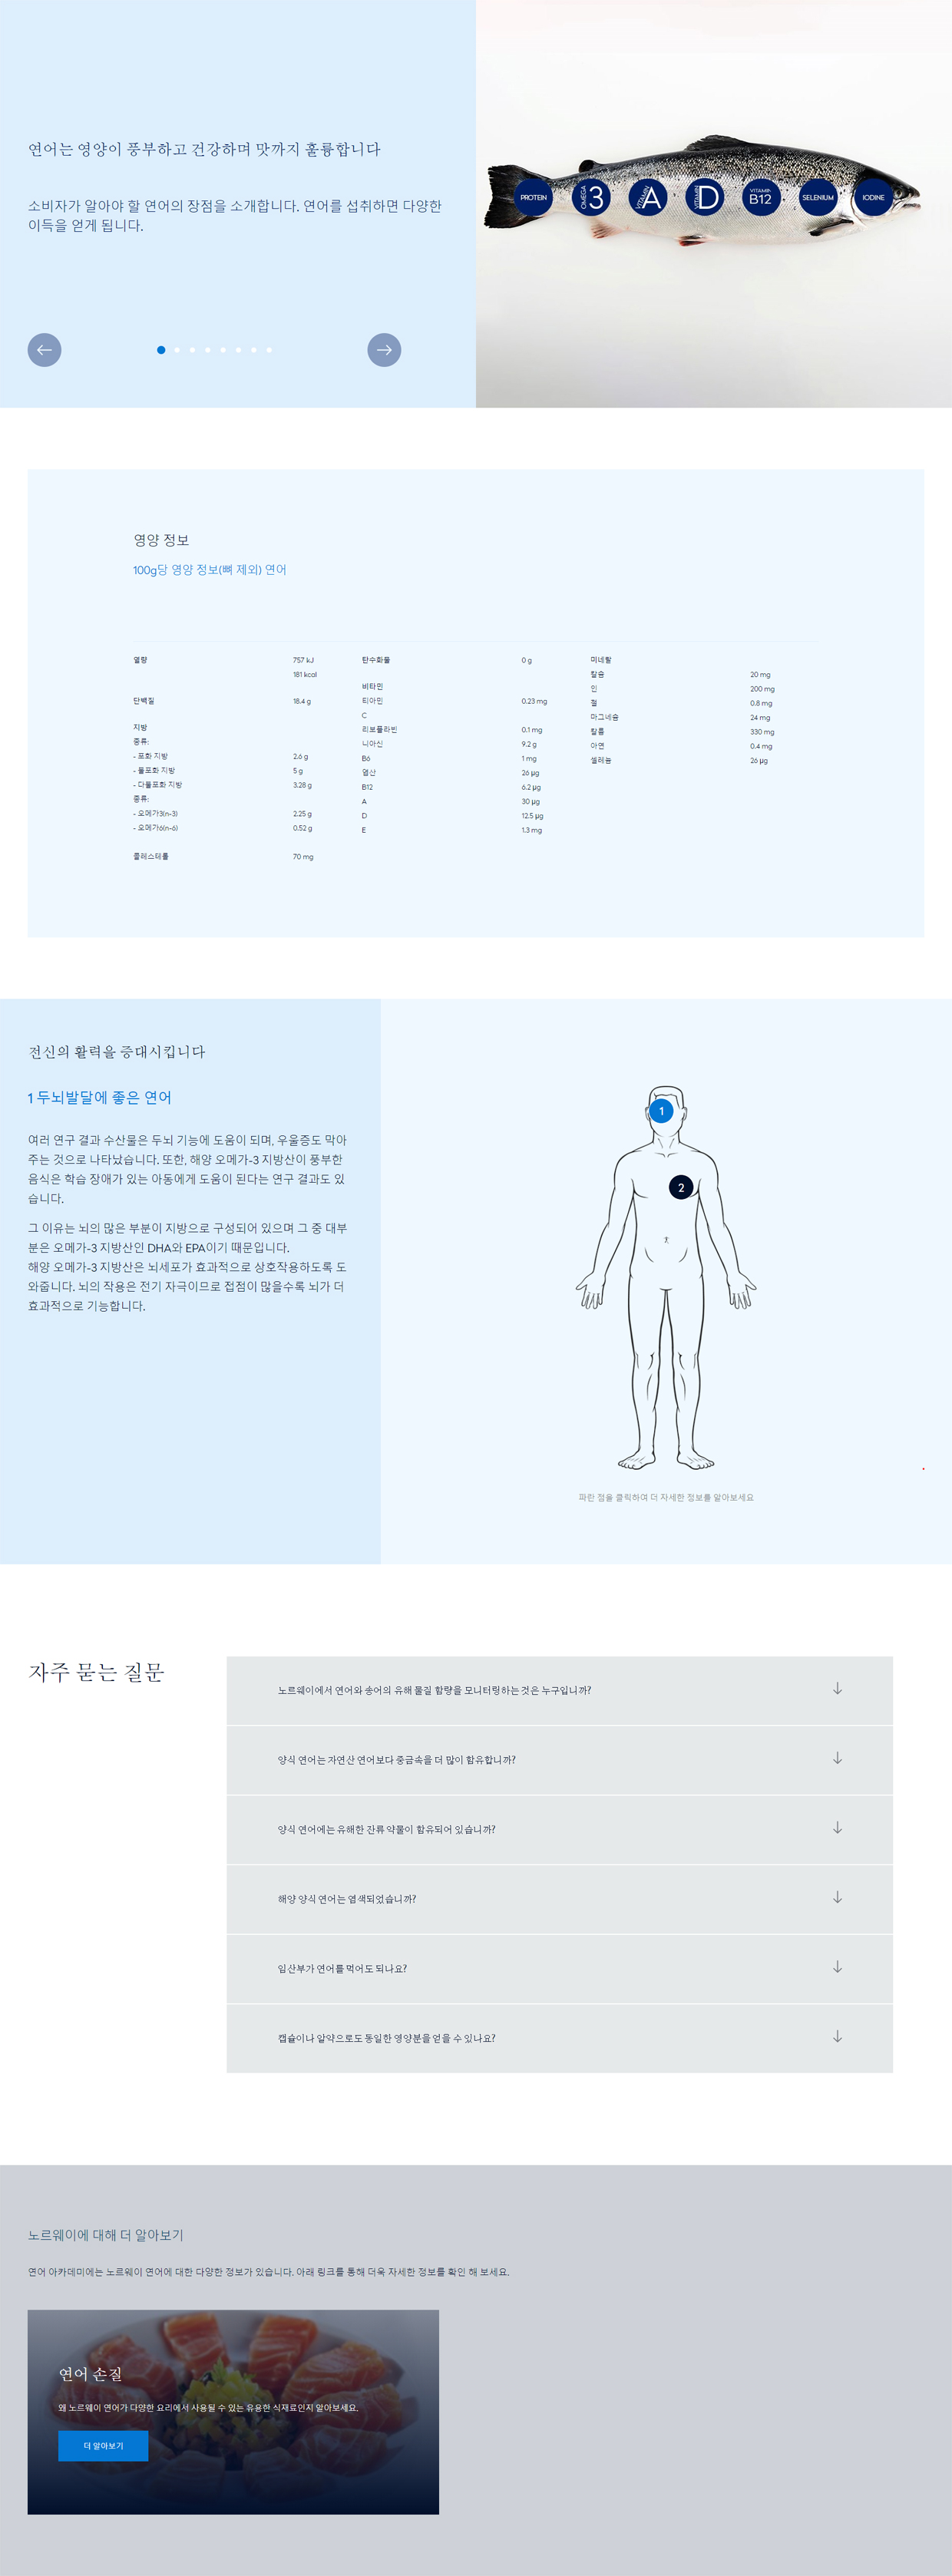 연어는 영양이 풍부하고 건강하며 맛까지 훌륭합니다
소비자가 알아야 할 연어의 장점을 소개합니다. 연어를 섭취하면 다양한
이득을 얻게 됩니다.
PROTEIN
OMEGA 3
VITAMIN A
VITAMIN D
VITAMIN B12
SELENIUM
IODINE
영양 정보
100g당 영양 정보(뼈 제외) 연어
열량 757 kJ
181 kcal
단백질 18.4 g
지방
종류:
- 포화 지방 2.6 g
- 불포화 지방 5 g
- 다불포화 지방 3.28 g
종류:
- 오메가3(n-3) 2.25 g
- 오메가6(n-6) 0.52 g
콜레스테롤 70 mg
탄수화물 0 g
비타민
티아민 0.23 mg
C
리보플라빈 0.1 mg
니아신 9.2 g
B6 1 mg
엽산 26 µg
B12 6.2 µg
A 30 µg
D 12.5 µg
E 1.3 mg
미네랄
칼슘 20 mg
인 200 mg
철 0.8 mg
마그네슘 24 mg
칼륨 330 mg
아연 0.4 mg
셀레늄 26 µg
전신의 활력을 증대시킵니다
1 두뇌발달에 좋은 연어
여러 연구 결과 수산물은 두뇌 기능에 도움이 되며, 우울증도 막아
주는 것으로 나타났습니다. 또한, 해양 오메가-3 지방산이 풍부한
음식은 학습 장애가 있는 아동에게 도움이 된다는 연구 결과도 있
습니다.
그 이유는 뇌의 많은 부분이 지방으로 구성되어 있으며 그 중 대부
분은 오메가-3 지방산인 DHA와 EPA이기 때문입니다.
해양 오메가-3 지방산은 뇌세포가 효과적으로 상호작용하도록 도
와줍니다. 뇌의 작용은 전기 자극이므로 접점이 많을수록 뇌가 더
효과적으로 기능합니다.
1
2
파란 점을 클릭하여 더 자세한 정보를 알아보세요
자주 묻는 질문
노르웨이에서 연어와 송어의 유해 물질 함량을 모니터링하는 것은 누구입니까?
양식 연어는 자연산 연어보다 중금속을 더 많이 함유합니까?
양식 연어에는 유해한 잔류 약물이 함유되어 있습니까?
해양 양식 연어는 염색되었습니까?
임산부가 연어를 먹어도 되나요?
캡슐이나 알약으로도 동일한 영양분을 얻을 수 있나요?
노르웨이에 대해 더 알아보기
연어 아카데미에는 노르웨이 연어에 대한 다양한 정보가 있습니다. 아래 링크를 통해 더욱 자세한 정보를 확인 해 보세요.
연어 손질
왜 노르웨이 연어가 다양한 요리에서 사용될 수 있는 유용한 식재료인지 알아보세요.
더 알아보기